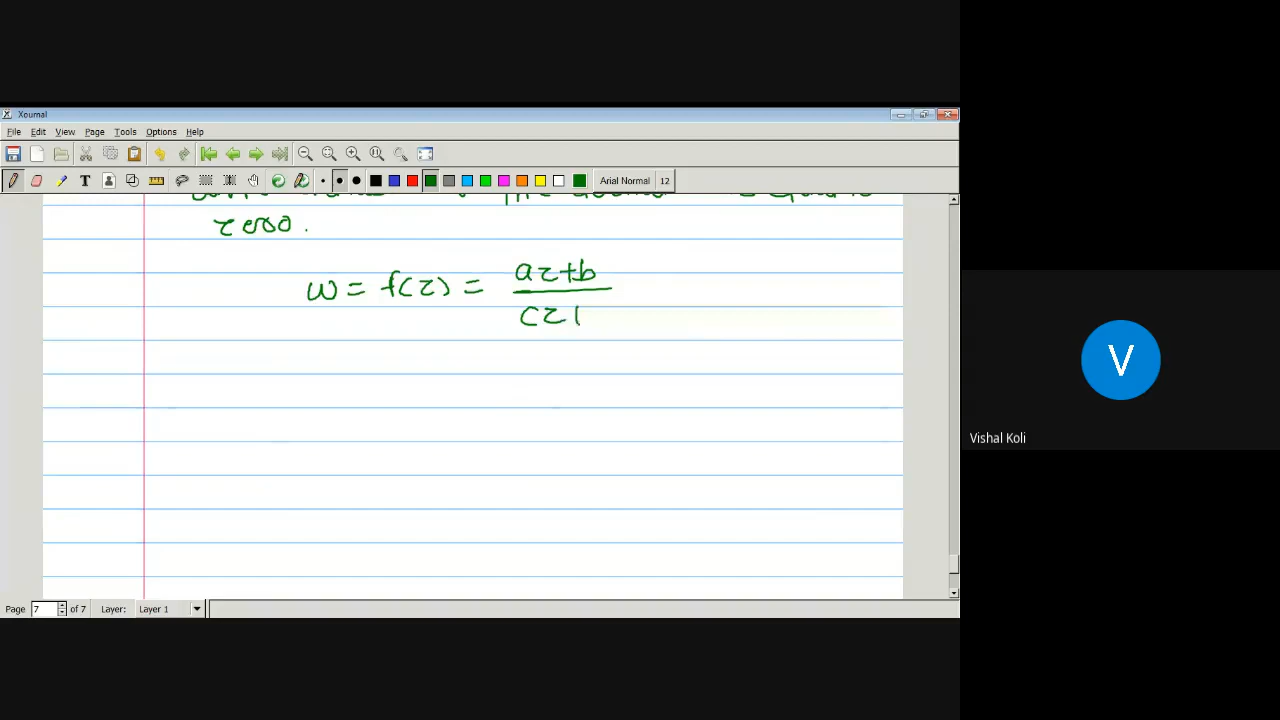 Xournal
File Edit View Page Tools Options Help
T Arial Normal 12
zero.
w = f(z) = az+b
cz
V
Vishal Koli
Page 7 of 7 Layer: Layer 1